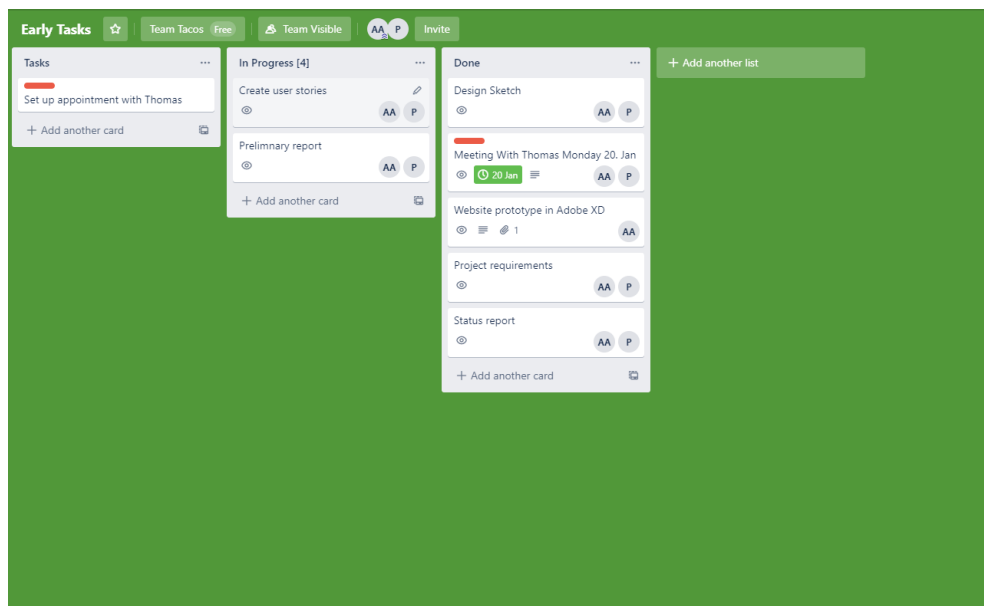 Early Tasks
Team Tacos Free
Team Visible
AA P
Invite
Tasks
Set up appointment with Thomas
+ Add another card
In Progress [4]
Create user stories
AA P
Prelimnary report
AA P
+ Add another card
Done
Design Sketch
AA P
Meeting With Thomas Monday 20. Jan
20 Jan
AA P
Website prototype in Adobe XD
1
AA
Project requirements
AA P
Status report
AA P
+ Add another card
+ Add another list